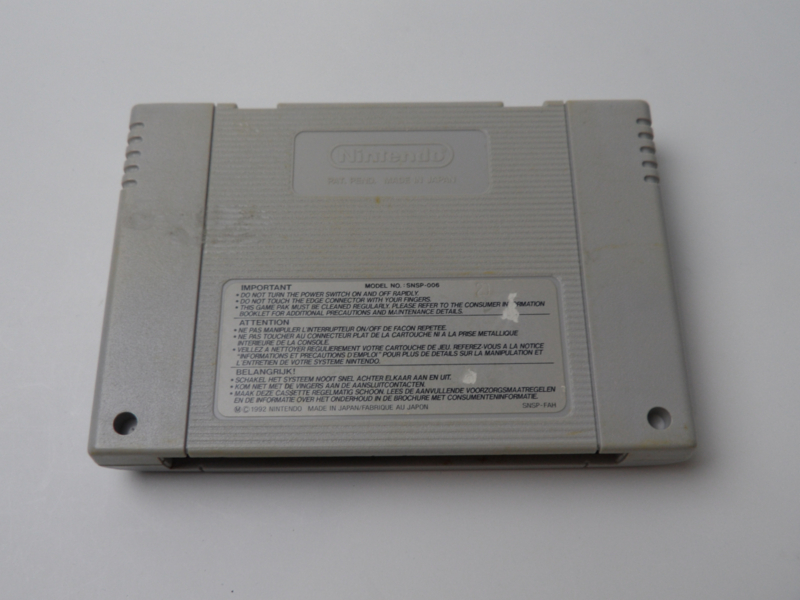 Nintendo
PAT. PEND. MADE IN JAPAN
IMPORTANT MODEL NO./SNSP-006
• DO NOT TURN THE POWER SWITCH ON AND OFF RAPIDLY.
• DO NOT TOUCH THE EDGE CONNECTOR WITH YOUR FINGERS.
• THIS GAME PAK MUST BE CLEANED REGULARLY. PLEASE REFER TO THE CONSUMER INFORMATION
BOOKLET FOR ADDITIONAL PRECAUTIONS AND MAINTENANCE DETAILS.
ATTENTION
• NE PAS MANIPULER L'INTERRUPTEUR ON/OFF DE FACON REPETEE.
• NE PAS TOUCHER AU CONNECTEUR PLAT DE LA CARTOUCHE NI A LA PRISE METALLIQUE
INTERIEURE DE LA CONSOLE.
• VEILLEZ A NETTOYER REGULIEREMENT VOTRE CARTOUCHE DE JEU. REFEREZ-VOUS A LA NOTICE
"INFORMATIONS ET PRECAUTIONS D'EMPLOI" POUR PLUS DE DETAILS SUR LA MANIPULATION ET
L'ENTRETIEN DE VOTRE SYSTEME NINTENDO.
BELANGRIJK!
• SCHAKEL HET SYSTEEM NOOIT SNEL ACHTER ELKAAR AAN EN UIT.
• KOM NIET MET DE VINGERS AAN DE AANSLUITCONTACTEN.
• MAAK DEZE CASSETTE REGELMATIG SCHOON. LEES DE AANVULLENDE VOORZORGSMAATREGELEN
EN DE INFORMATIE OVER HET ONDERHOUD IN DE BROCHURE MET CONSUMENTENINFORMATIE.
© 1992 NINTENDO MADE IN JAPAN/FABRIQUE AU JAPON SNSP-FAH